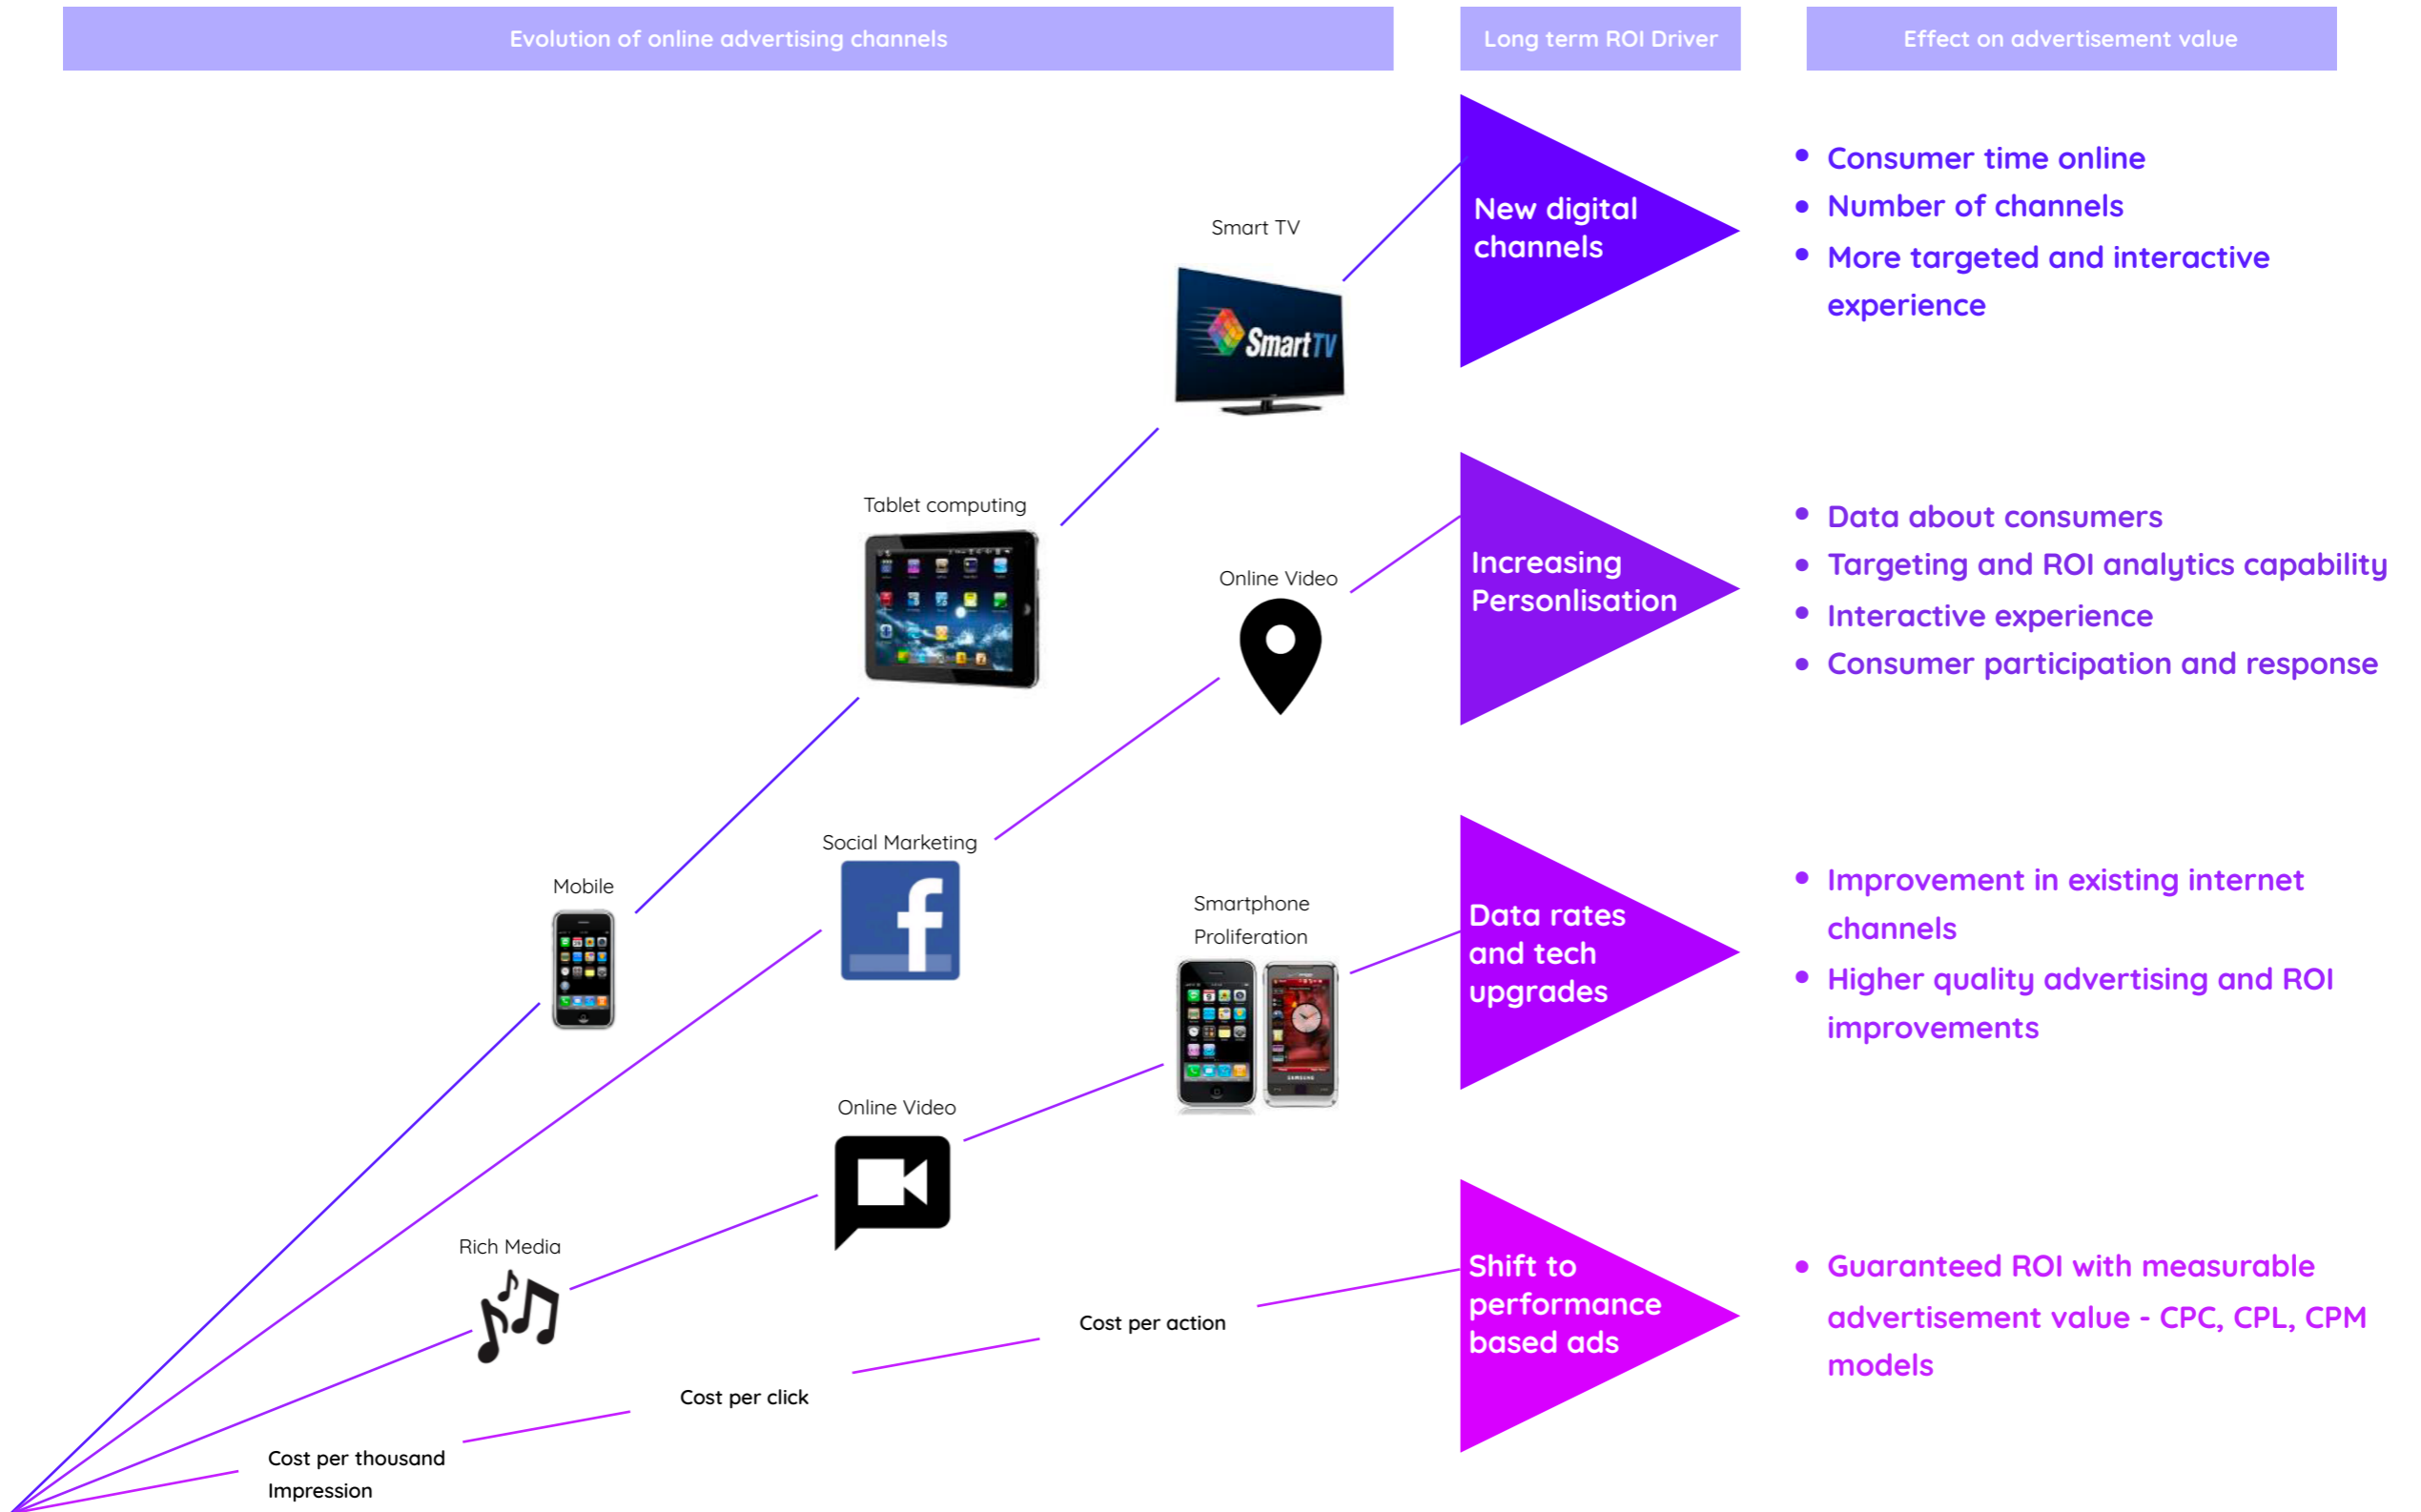 Evolution of online advertising channels
Long term ROI Driver
Effect on advertisement value
Smart TV
SmartTV
New digital
channels
Consumer time online
Number of channels
More targeted and interactive
experience
Tablet computing
Online Video
Increasing
Personlisation
Data about consumers
Targeting and ROI analytics capability
Interactive experience
Consumer participation and response
Mobile
Social Marketing
f
Smartphone
Proliferation
SAMSUNG
Data rates
and tech
upgrades
Improvement in existing internet
channels
Higher quality advertising and ROI
improvements
Rich Media
Online Video
Cost per thousand
Impression
Cost per click
Cost per action
Shift to
performance
based ads
Guaranteed ROI with measurable
advertisement value - CPC, CPL, CPM
models